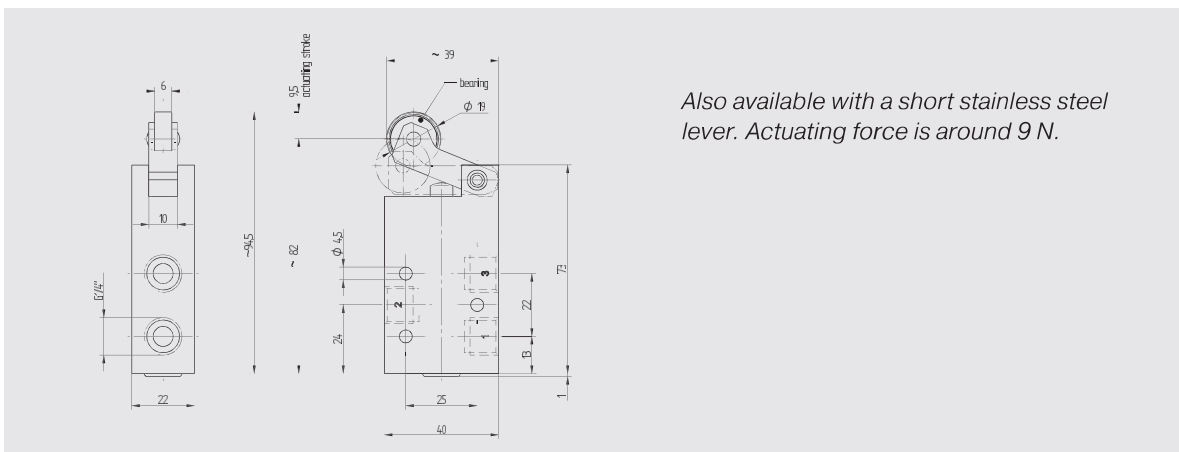 6
10
G1/4"
22
~94,5
9,5
actuating stroke
~ 82
~ 39
bearing
ϕ 19
ϕ 4,5
24
2
3
1
22
13
73
1
25
40
Also available with a short stainless steel
lever. Actuating force is around 9 N.